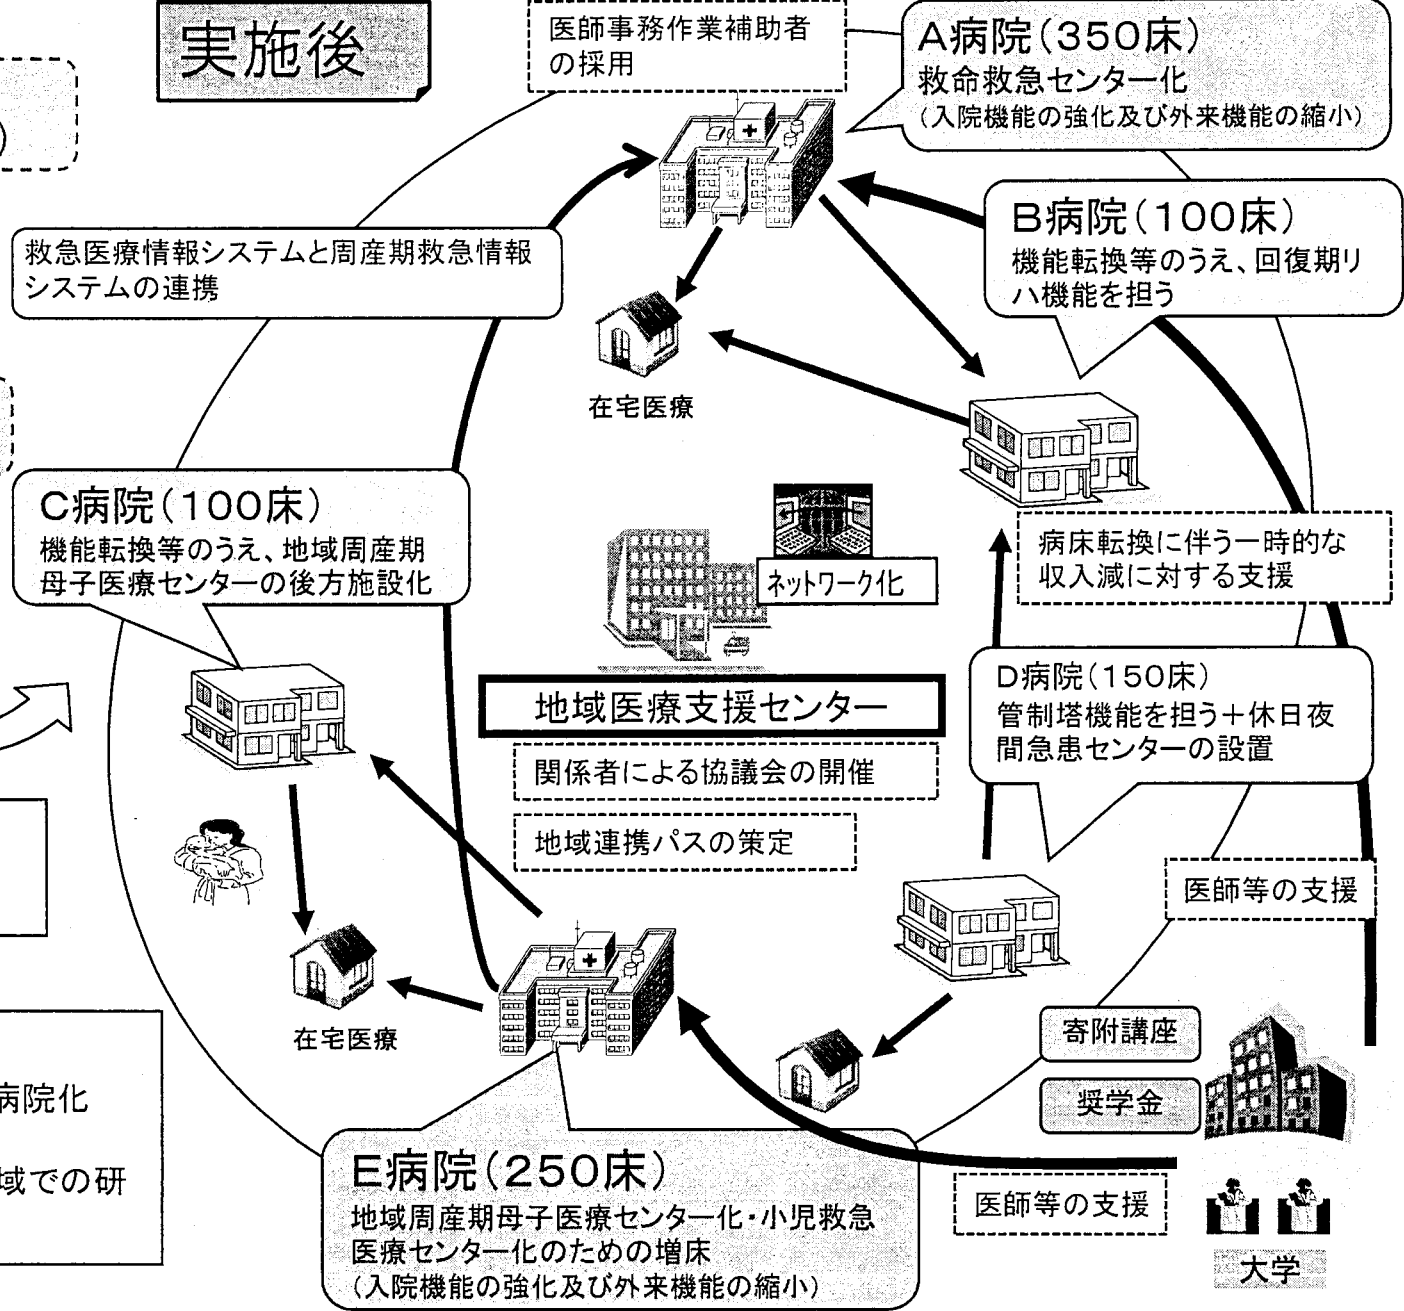 実施後
医師事務作業補助者
の採用
A病院(350床)
救命救急センター化
(入院機能の強化及び外来機能の縮小)
)
B病院(100床)
機能転換等のうえ、回復期リ
ハ機能を担う
救急医療情報システムと周産期救急情報
システムの連携
在宅医療
C病院(100床)
機能転換等のうえ、地域周産期
母子医療センターの後方施設化
ネットワーク化
病床転換に伴う一時的な
収入減に対する支援
地域医療支援センター
D病院(150床)
管制塔機能を担う+休日夜
間急患センターの設置
関係者による協議会の開催
地域連携パスの策定
医師等の支援
在宅医療
寄附講座
奨学金
病院化
域での研
E病院(250床)
地域周産期母子医療センター化・小児救急
医療センター化のための増床
(入院機能の強化及び外来機能の縮小)
医師等の支援
大学